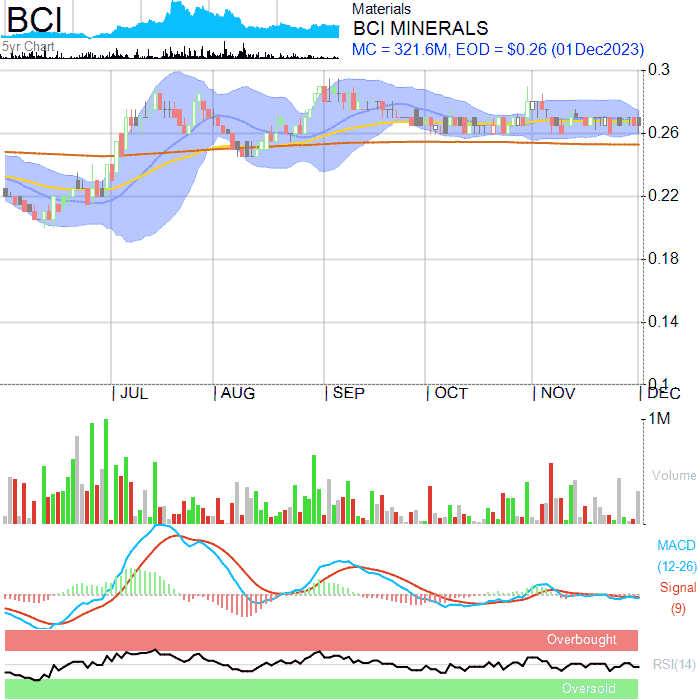 BCI
5yr Chart
Materials
BCI MINERALS
MC = 321.6M, EOD = $0.26 (01Dec2023)
0.3
0.26
0.22
0.18
0.14
0.1
JUL AUG SEP OCT NOV DEC
1M
Volume
MACD
(12-26)
Signal
(9)
Overbought
RSI(14)
Oversold